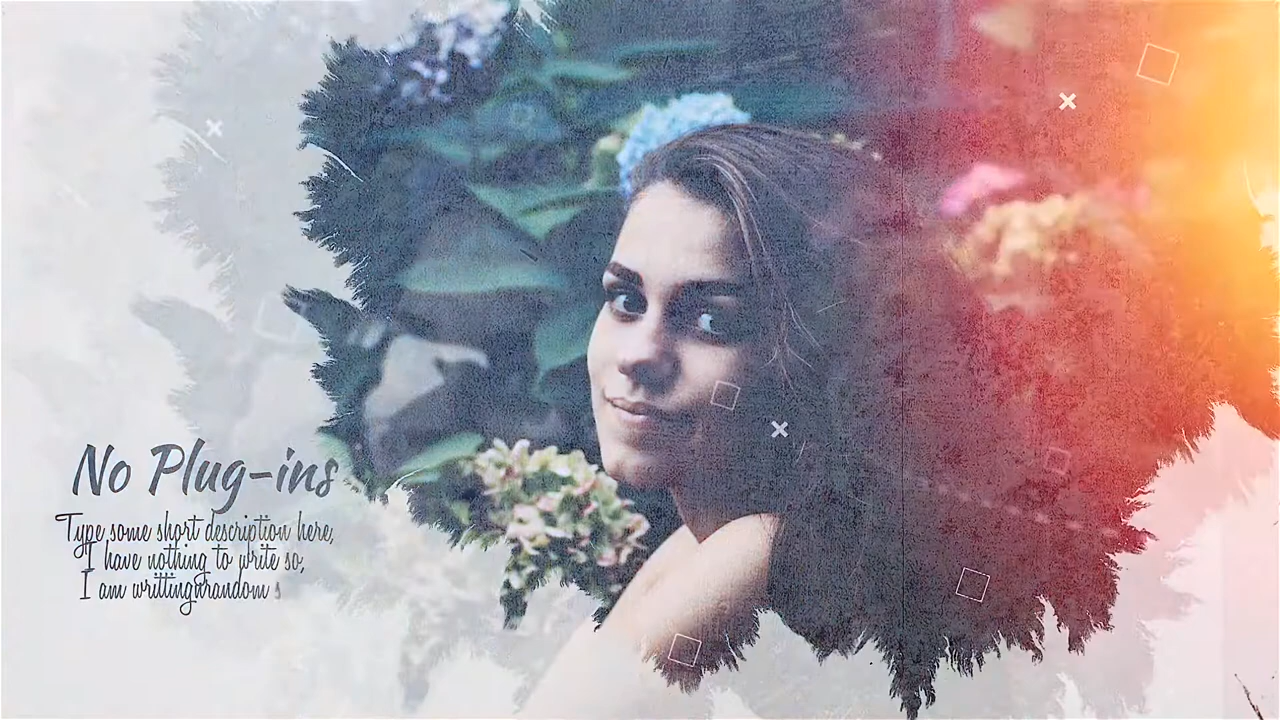 No Plug-ins
Type some short description here,
I have nothing to write so,
I am writting random s